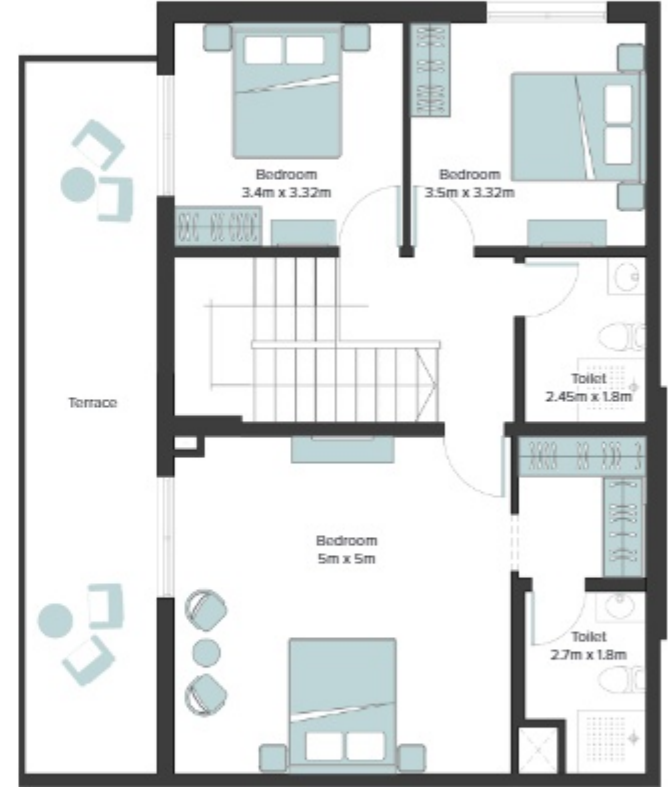 Bedroom
3.4m x 3.32m
Bedroom
3.5m x 3.32m
Toilet
2.45m x 1.8m
Terrace
Bedroom
5m x 5m
Toilet
2.7m x 1.8m